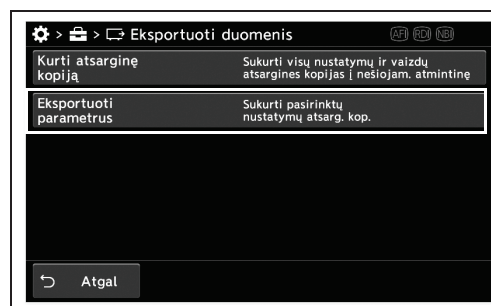 > > Eksportuoti duomenis AFI RDI NBI
Kurti atsarginę
kopiją
Sukurti visų nustatymų ir vaizdų
atsargines kopijas į nešiojam. atmintinę
Eksportuoti
parametrus
Sukurti pasirinktų
nustatymų atsarg. kop.
Atgal